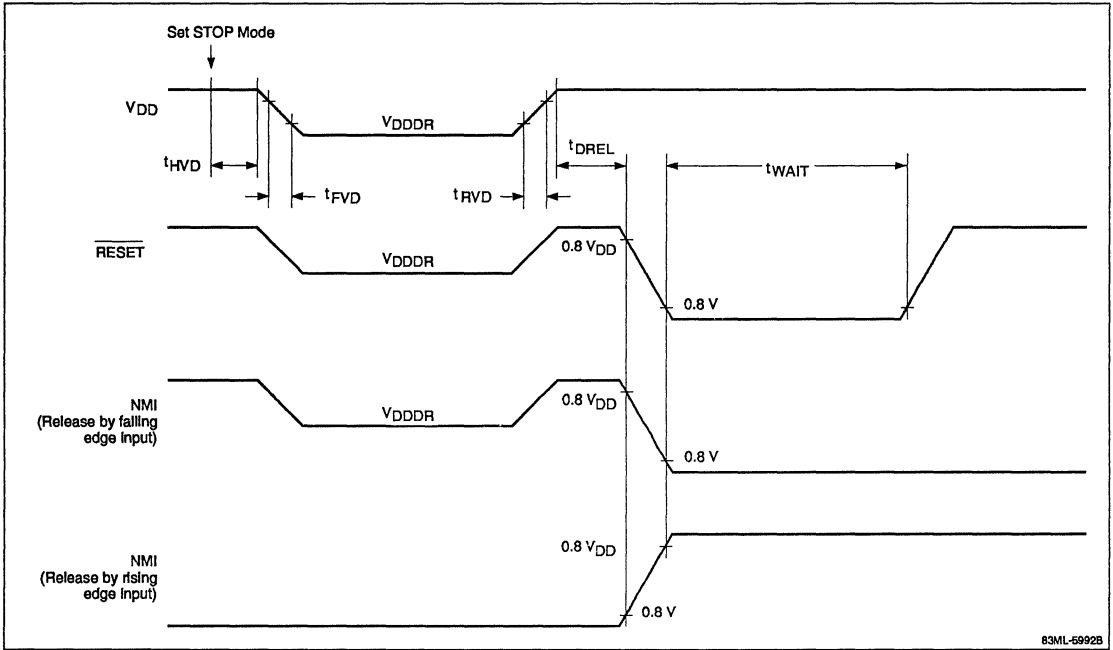 Set STOP Mode
VDD
VDDDR
tHVD
tFVD
tRVD
tDREL
tWAIT
RESET
VDDDR
0.8 VDD
0.8 V
NMI
(Release by falling
edge input)
VDDDR
0.8 VDD
0.8 V
NMI
(Release by rising
edge input)
0.8 VDD
0.8 V
83ML-5992B